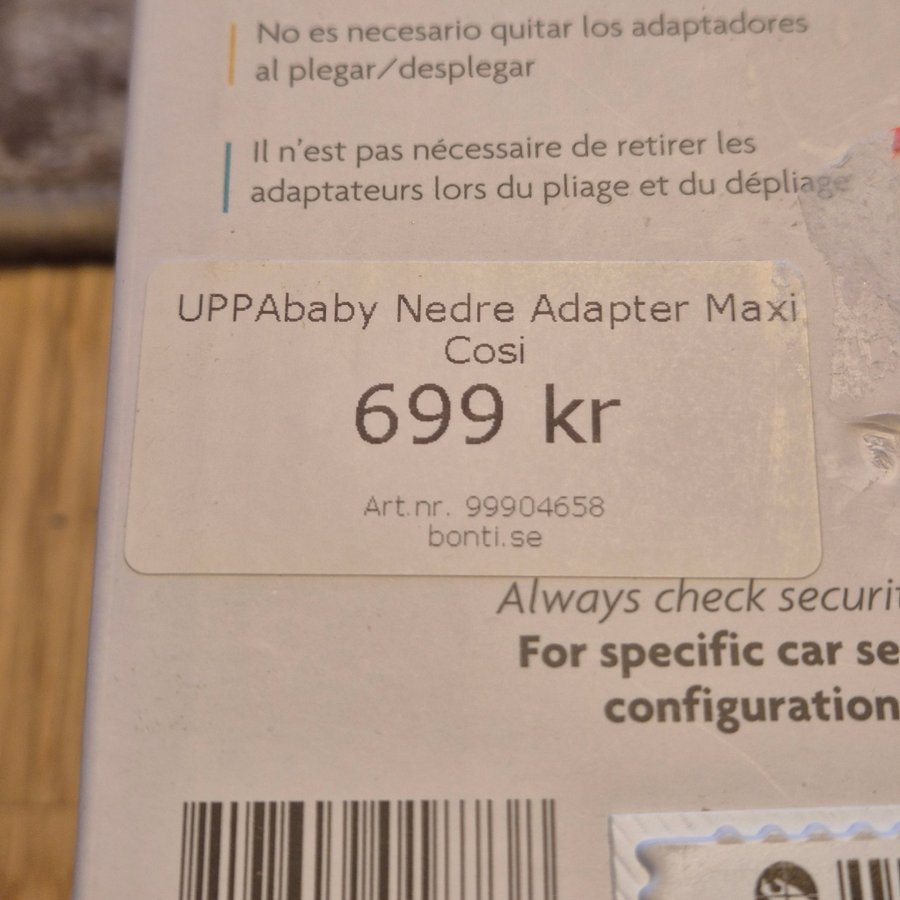 No es necesario quitar los adaptadores
al plegar/desplegar
Il n'est pas nécessaire de retirer les
adaptateurs lors du pliage et du dépliage
UPPAbaby Nedre Adapter Maxi
Cosi
699 kr
Art.nr. 99904658
bonti.se
Always check
For specific car
configuration